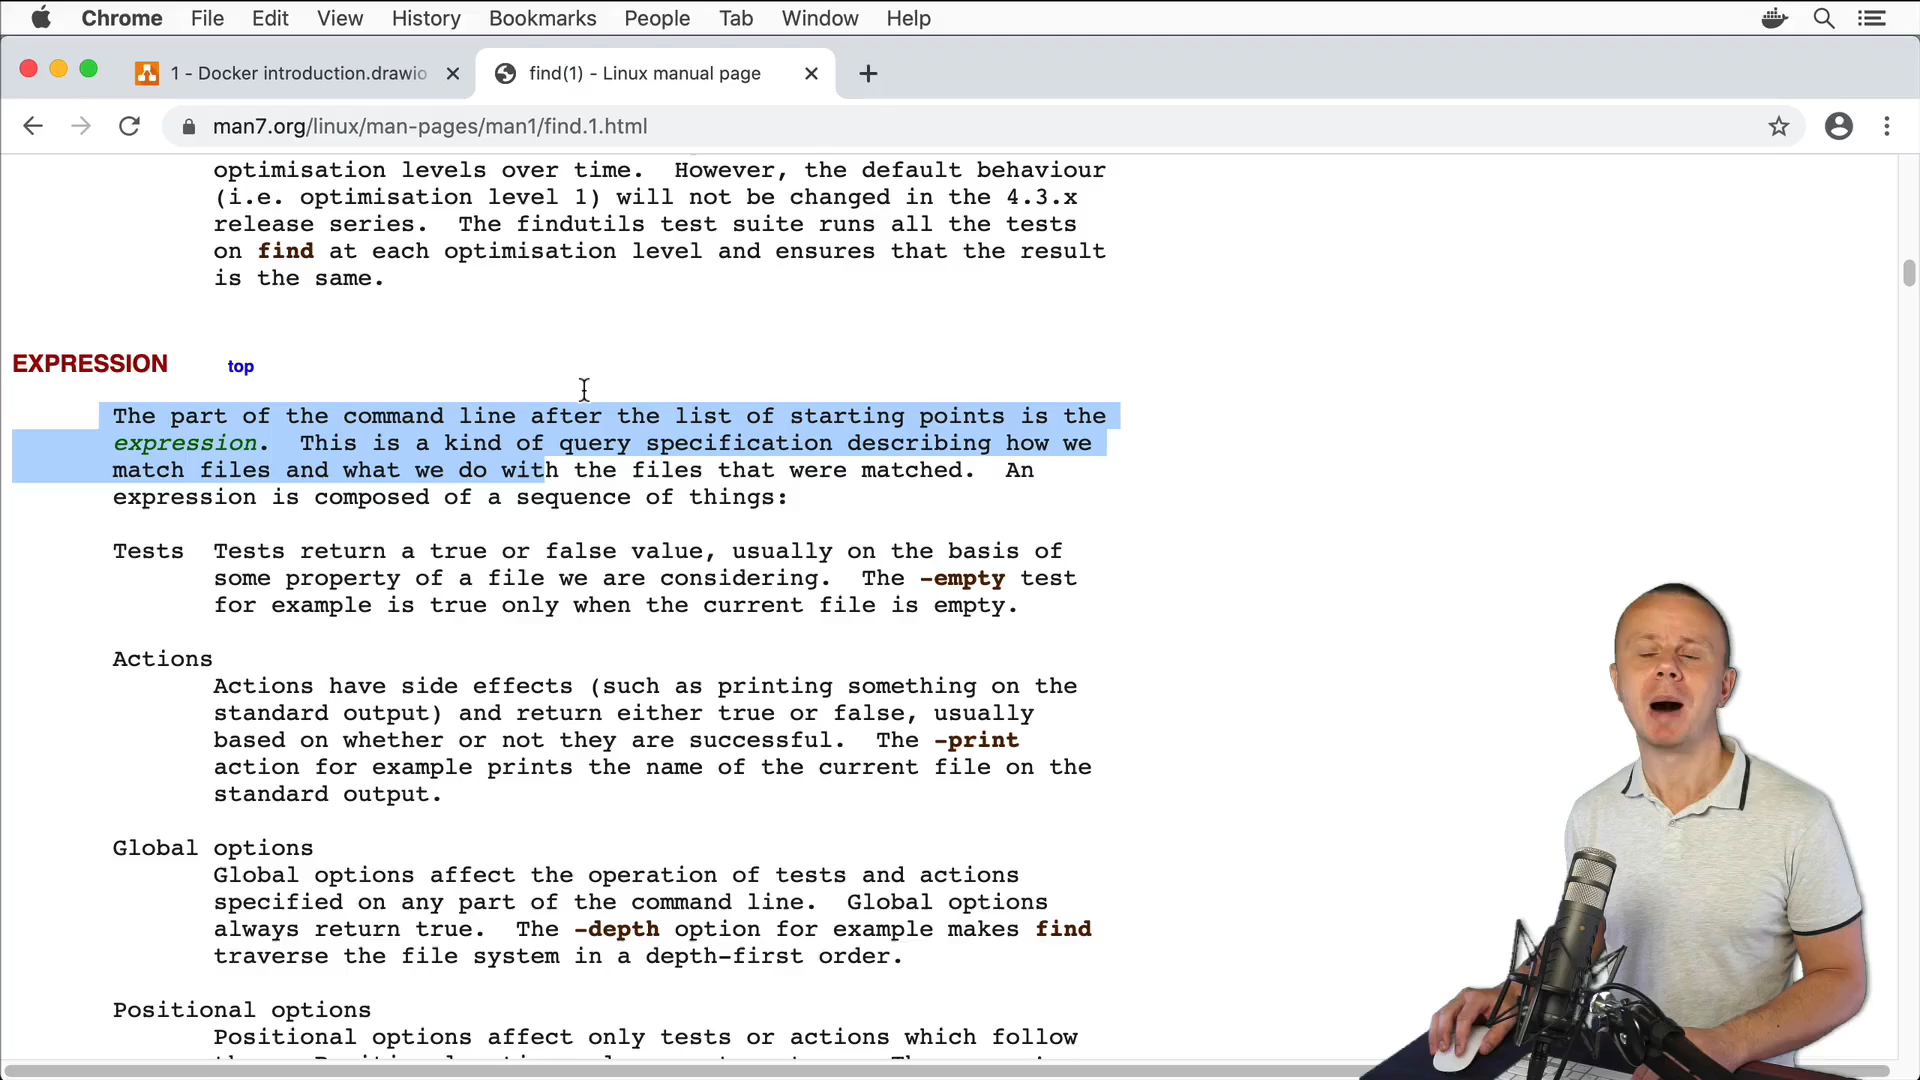 Chrome File Edit View History Bookmarks People Tab Window Help
1 - Docker introduction.drawio
find(1) - Linux manual page
man7.org/linux/man-pages/man1/find.1.html
optimisation levels over time. However, the default behaviour
(i.e. optimisation level 1) will not be changed in the 4.3.x
release series. The findutils test suite runs all the tests
on find at each optimisation level and ensures that the result
is the same.
EXPRESSION top
The part of the command line after the list of starting points is the
expression. This is a kind of query specification describing how we
match files and what we do with the files that were matched. An
expression is composed of a sequence of things:
Tests Tests return a true or false value, usually on the basis of
some property of a file we are considering. The -empty test
for example is true only when the current file is empty.
Actions
Actions have side effects (such as printing something on the
standard output) and return either true or false, usually
based on whether or not they are successful. The -print
action for example prints the name of the current file on the
standard output.
Global options
Global options affect the operation of tests and actions
specified on any part of the command line. Global options
always return true. The -depth option for example makes find
traverse the file system in a depth-first order.
Positional options
Positional options affect only tests or actions which follow